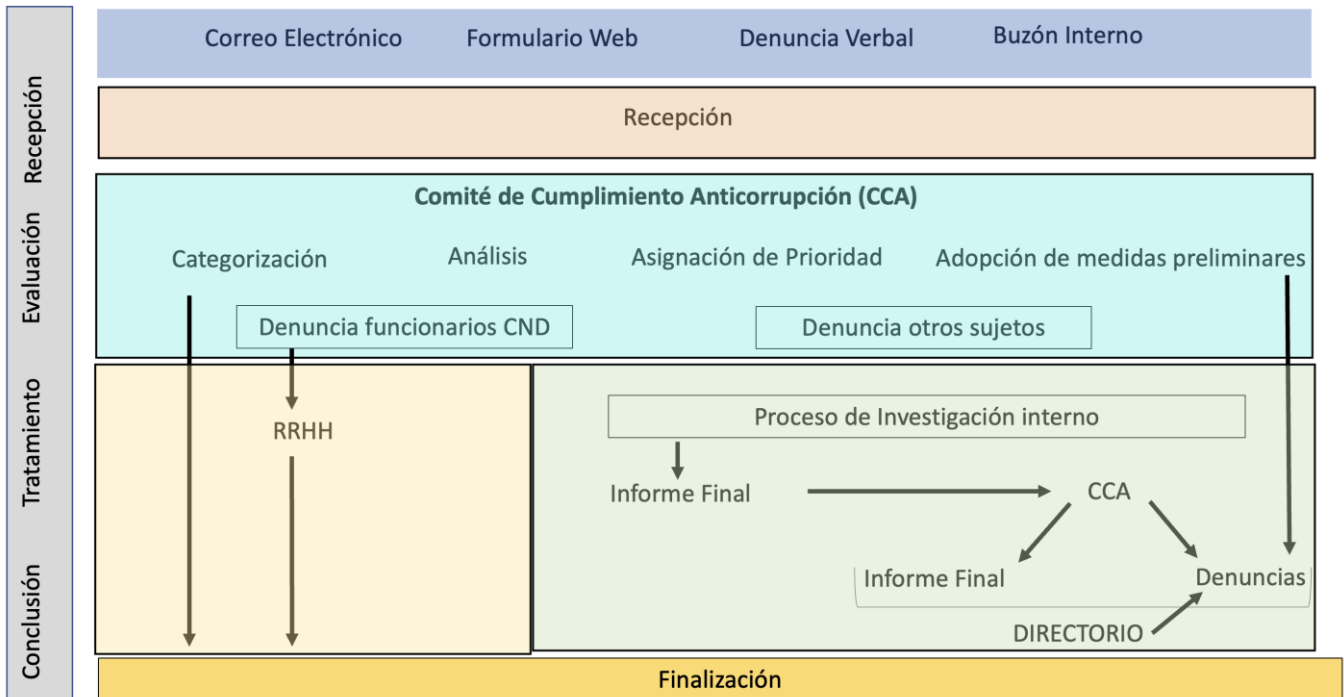 Correo Electrónico Formulario Web Denuncia Verbal Buzón Interno
Recepción
Recepción
Comité de Cumplimiento Anticorrupción (CCA)
Evaluación
Categorización Análisis Asignación de Prioridad Adopción de medidas preliminares
Denuncia funcionarios CND Denuncia otros sujetos
Tratamiento
Proceso de Investigación interno
RRHH
Informe Final CCA
Conclusión
Informe Final Denuncias
DIRECTORIO
Finalización